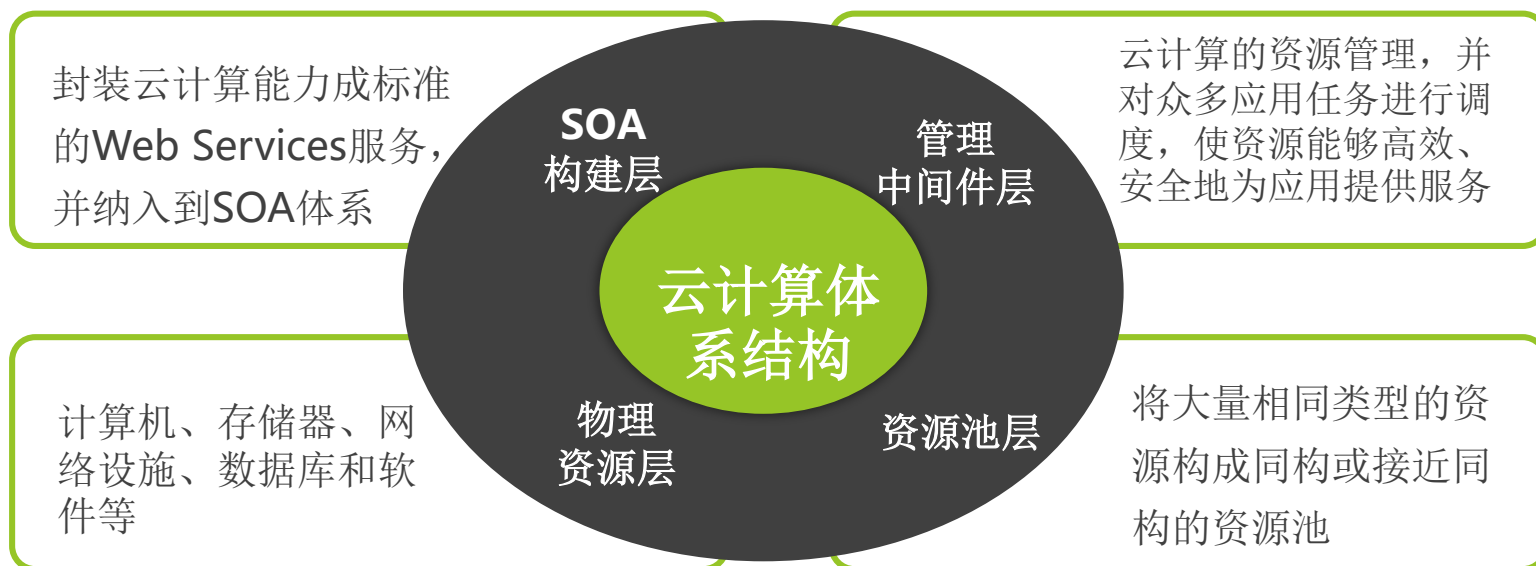 封装云计算能力成标准
的Web Services服务，
并纳入到SOA体系
SOA
构建层
管理
中间件层
云计算的资源管理，并
对众多应用任务进行调
度，使资源能够高效、
安全地为应用提供服务
云计算体
系结构
计算机、存储器、网
络设施、数据库和软
件等
物理
资源层
资源池层
将大量相同类型的资
源构成同构或接近同
构的资源池